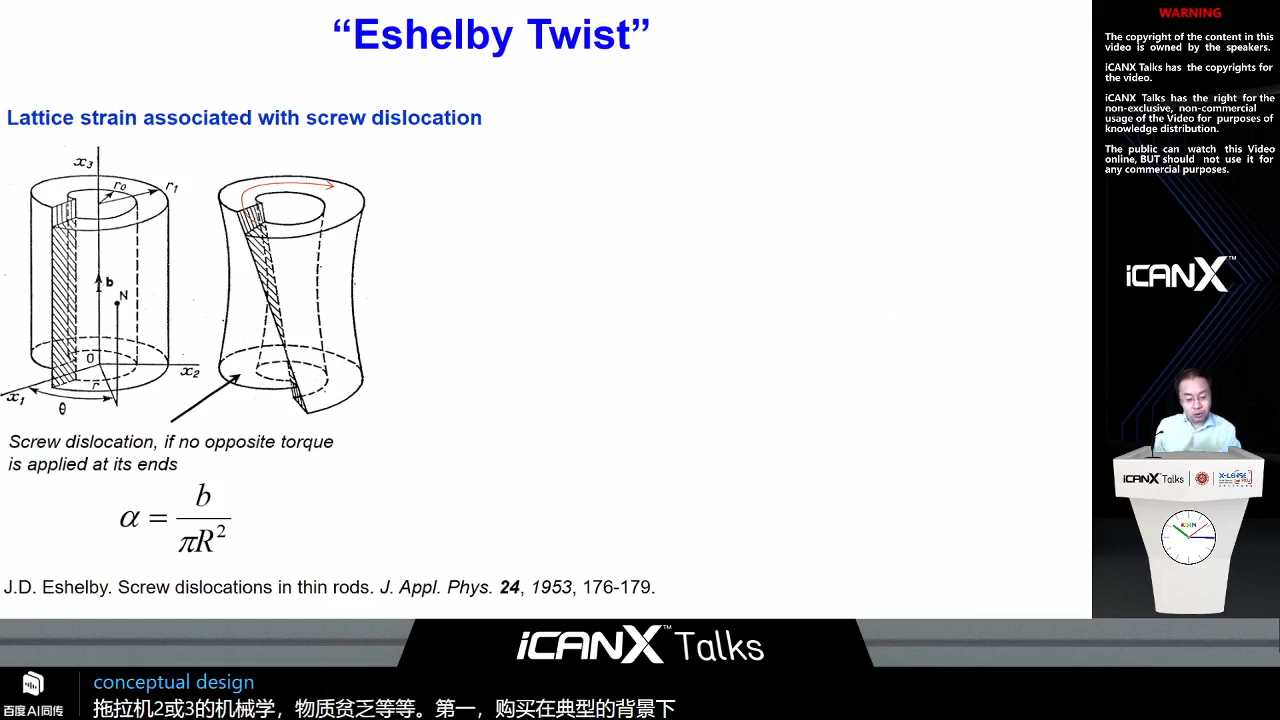 “Eshelby Twist”
Lattice strain associated with screw dislocation
x3
r0
r1
b
N
0
x2
r
x1
θ
Screw dislocation, if no opposite torque
is applied at its ends
α = b / πR²
J.D. Eshelby. Screw dislocations in thin rods. J. Appl. Phys. 24, 1953, 176-179.
WARNING
The copyright of the content in this
video is owned by the speakers.
iCANX Talks has the copyrights for
the video.
iCANX Talks has the right for the
non-exclusive, non-commercial
usage of the Video for purposes of
knowledge distribution.
The public can watch this Video
online, BUT should not use it for
any commercial purposes.
iCANX™
iCANX Talks
X-LENSE
iCANX™ Talks
百度AI同传
conceptual design
拖拉机2或3的机械学，物质贫乏等等。第一，购买在典型的背景下